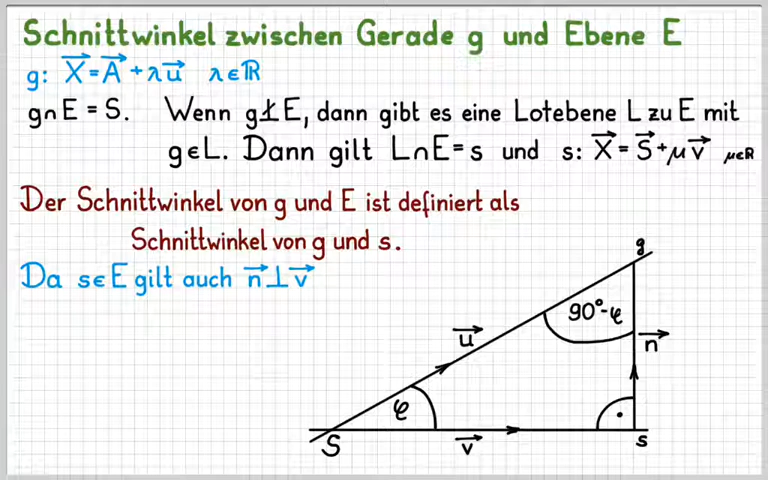 Schnittwinkel zwischen Gerade g und Ebene E
g: X⃗ = A⃗ + λu⃗ λ∈ℝ
g∩E = S. Wenn g⊥̸E, dann gibt es eine Lotebene L zu E mit
g∈L. Dann gilt L∩E = s und s: X⃗ = S⃗ + μv⃗ μ∈ℝ
Der Schnittwinkel von g und E ist definiert als
Schnittwinkel von g und s.
Da s∈E gilt auch n⃗⊥v⃗
g
90°-φ
u⃗
n⃗
φ
S
v⃗
s